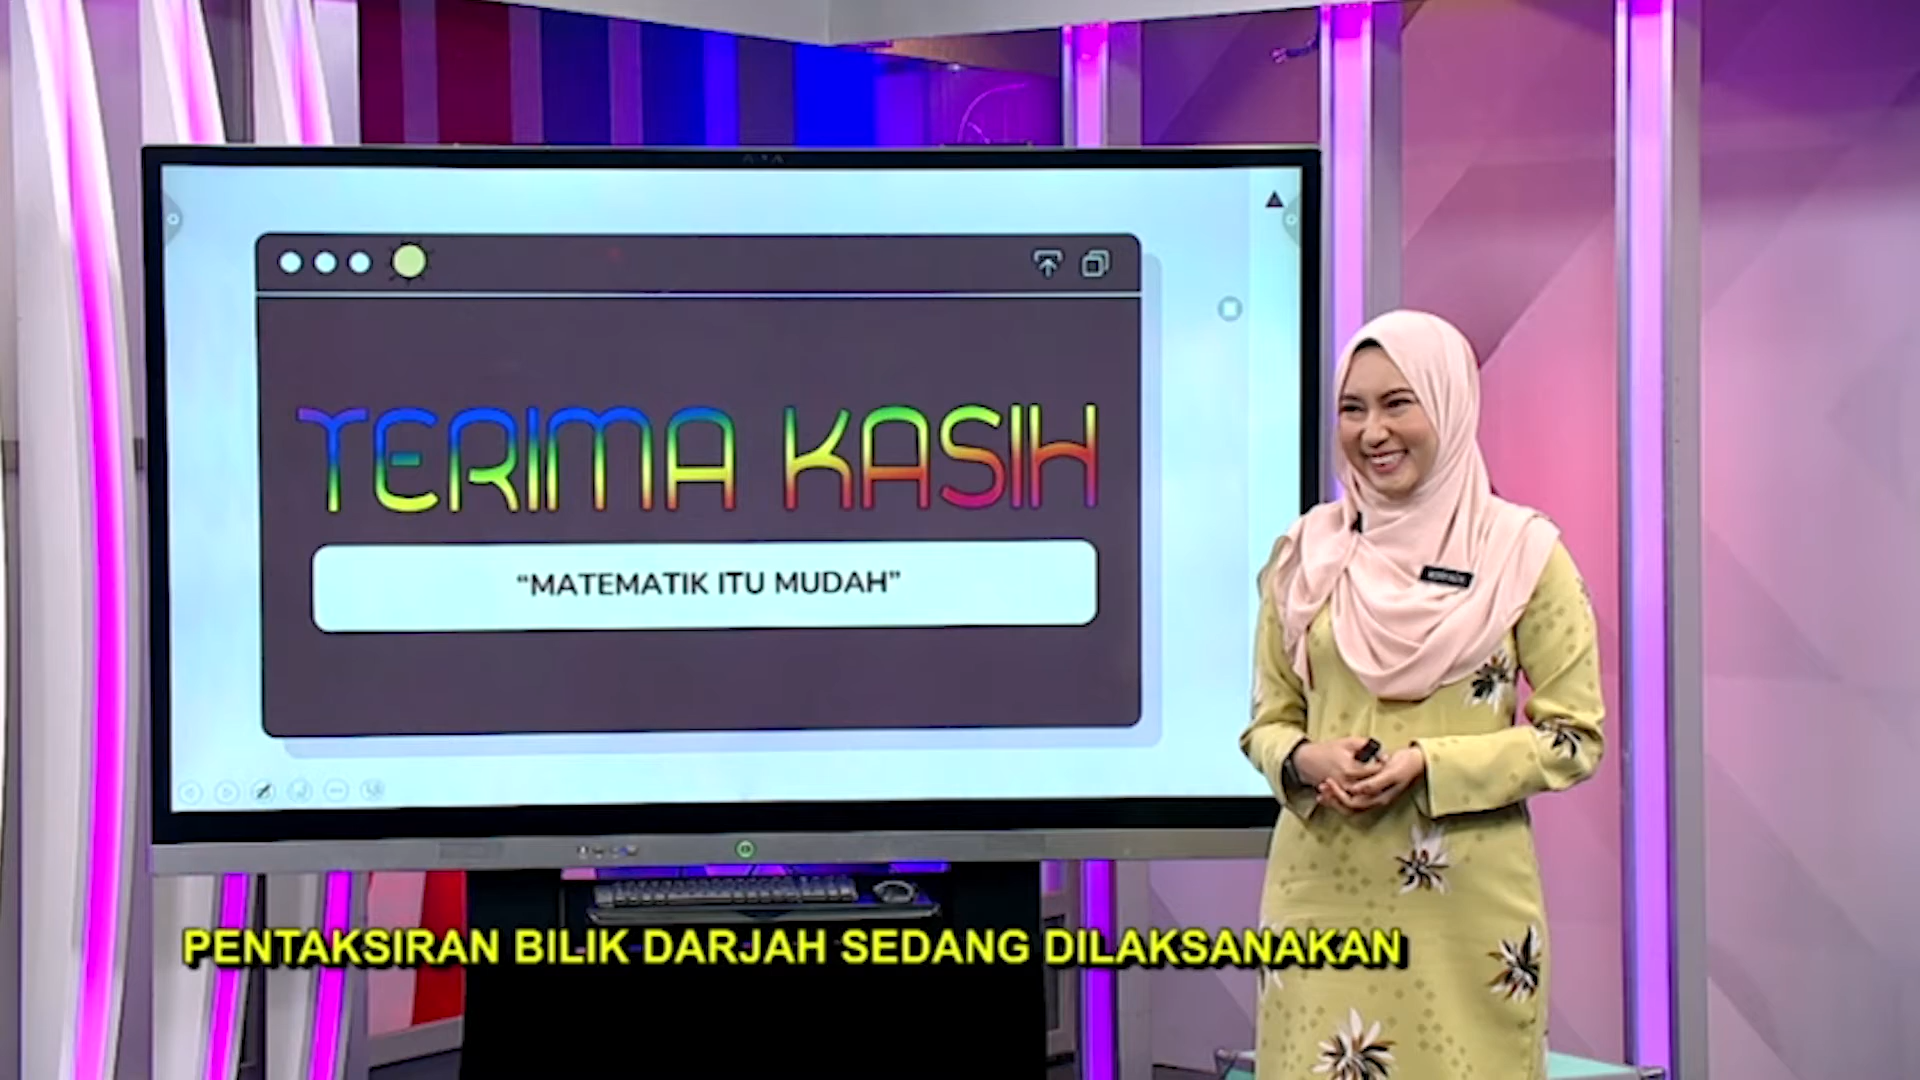 TERIMA KASIH
“MATEMATIK ITU MUDAH”
PENTAKSIRAN BILIK DARJAH SEDANG DILAKSANAKAN